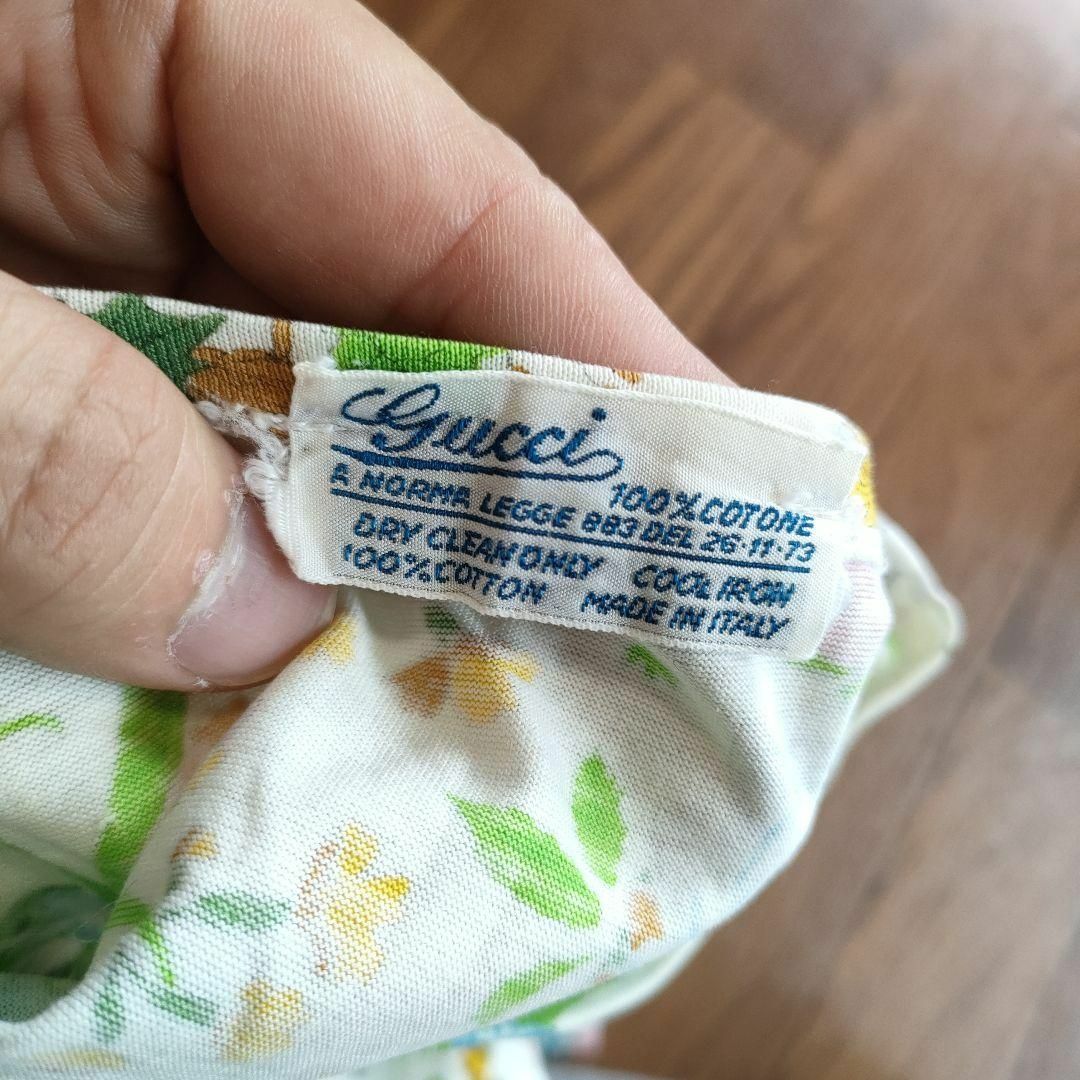 Gucci
100% COTONE
A NORMA LEGGE 883 DEL 26·11·73
DRY CLEAN ONLY COOL IRON
100% COTTON MADE IN ITALY